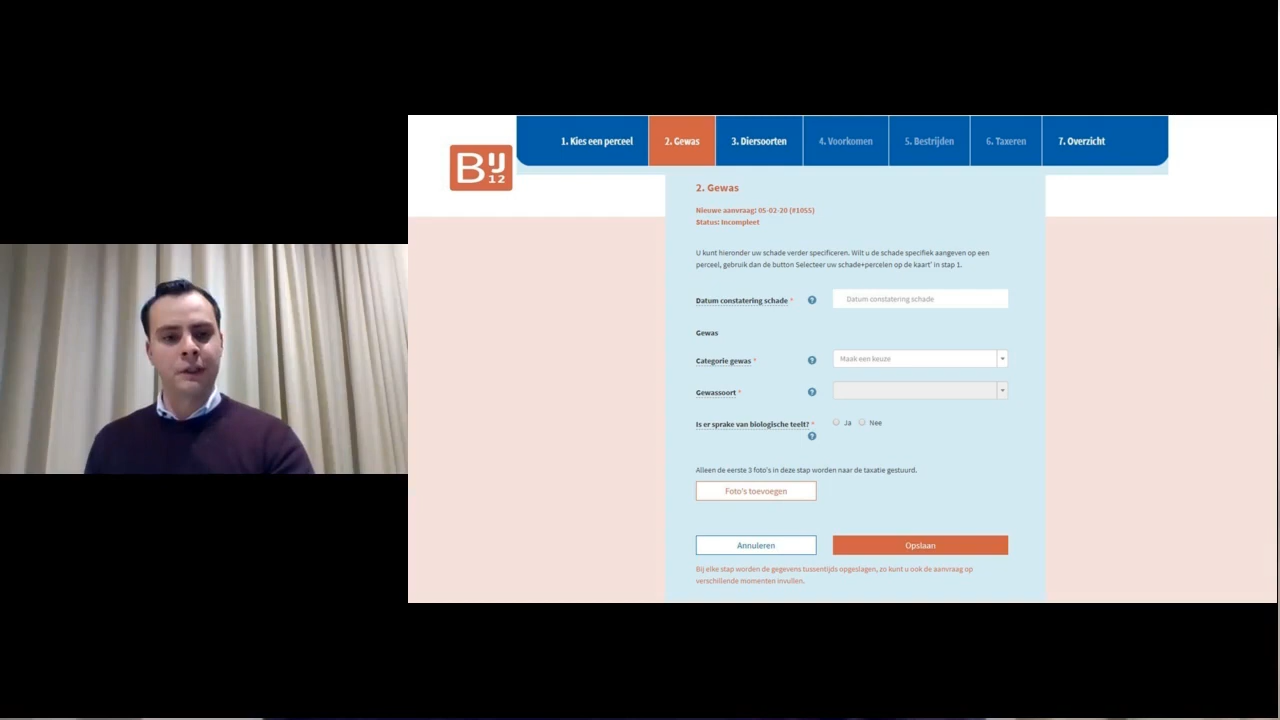 BIJ
12
1. Kies een perceel
2. Gewas
3. Diersoorten
4. Voorkomen
5. Bestrijden
6. Taxeren
7. Overzicht
2. Gewas
Nieuwe aanvraag: 05-02-20 (#1055)
Status: Incompleet
U kunt hieronder uw schade verder specificeren. Wilt u de schade specifiek aangeven op een
perceel, gebruik dan de button Selecteer uw schade+percelen op de kaart" in stap 1.
Datum constatering schade * ?
Datum constatering schade
Gewas
Categorie gewas * ?
Maak een keuze
Gewassoort * ?
Is er sprake van biologische teelt? * ?
Ja Nee
Alleen de eerste 3 foto's in deze stap worden naar de taxatie gestuurd.
Foto's toevoegen
Annuleren
Opslaan
Bij elke stap worden de gegevens tussentijds opgeslagen, zo kunt u ook de aanvraag op
verschillende momenten invullen.